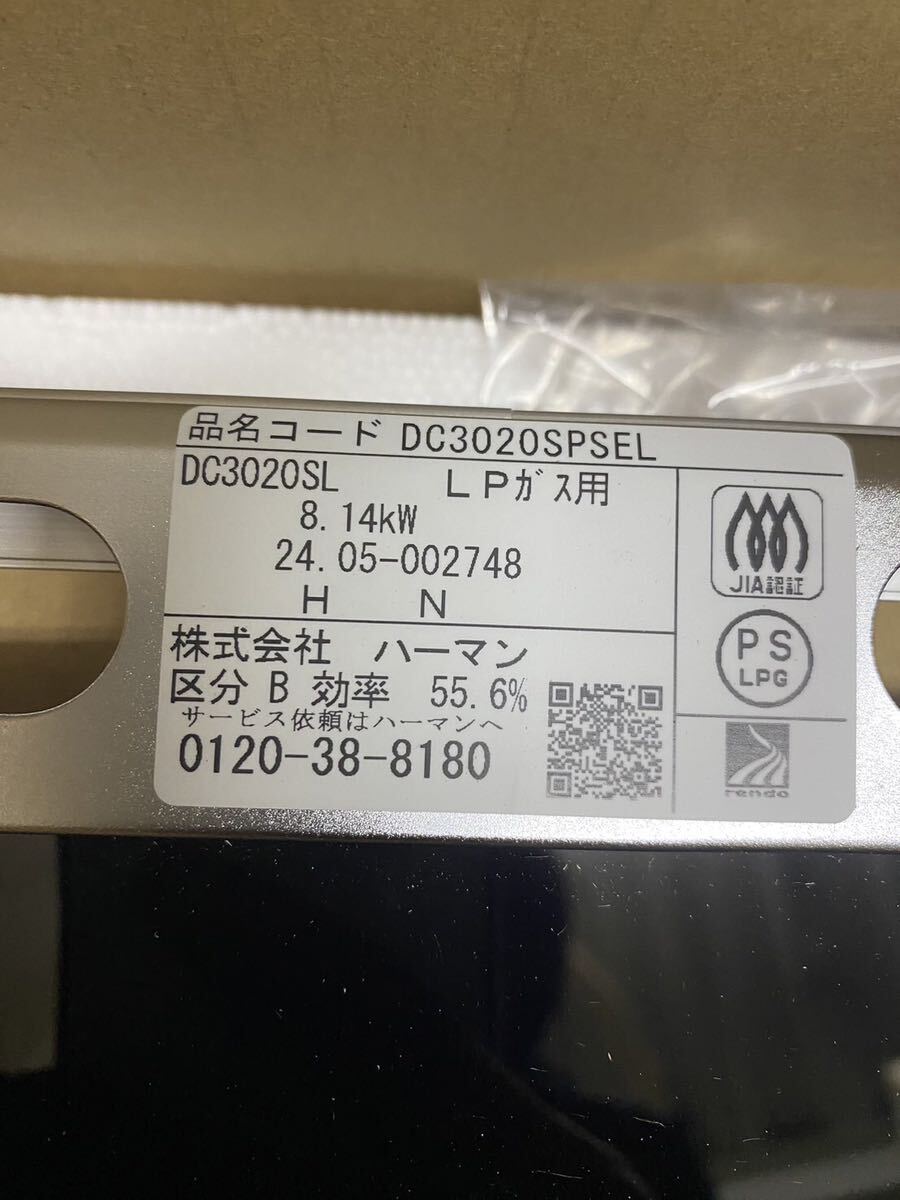 品名コード DC3020SPSEL
DC3020SL LPガス用
8.14kW
24.05-002748
H N
株式会社 ハーマン
区分 B 効率 55.6%
サービス依頼はハーマンへ
0120-38-8180
JIA認証
PS
LPG
rendo